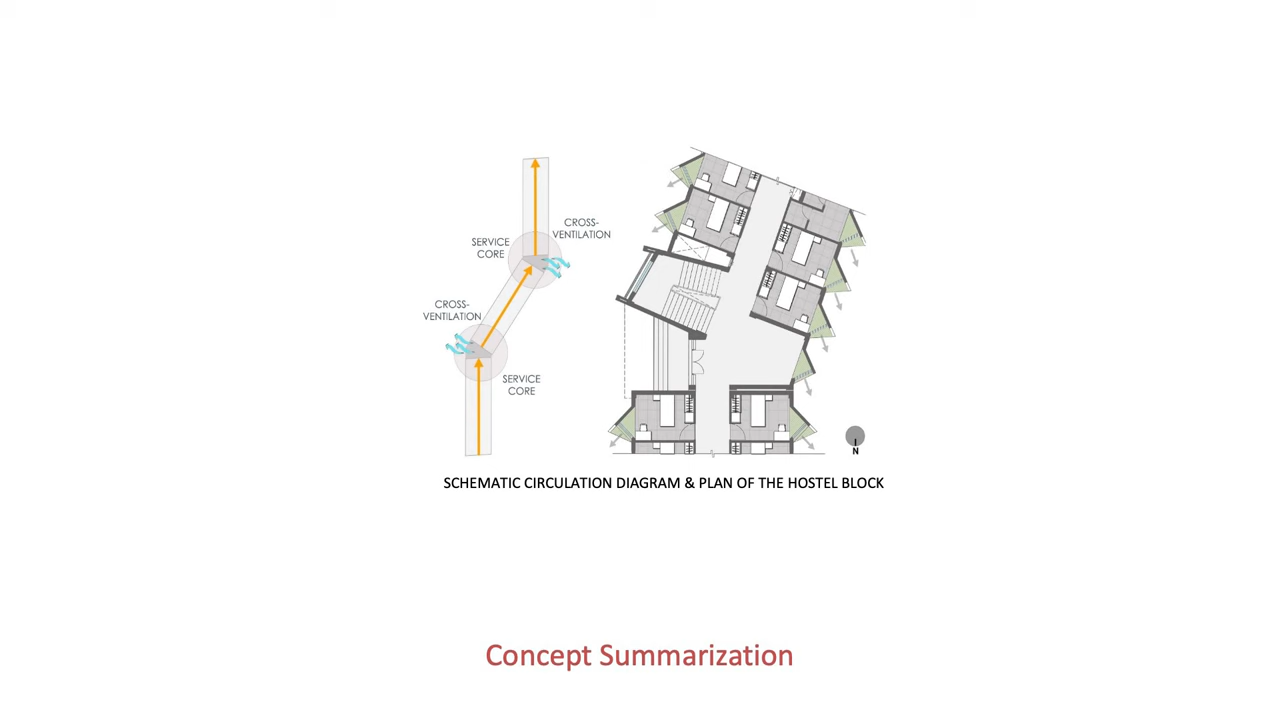 CROSS-
VENTILATION
SERVICE
CORE
CROSS-
VENTILATION
SERVICE
CORE
N
SCHEMATIC CIRCULATION DIAGRAM & PLAN OF THE HOSTEL BLOCK
Concept Summarization